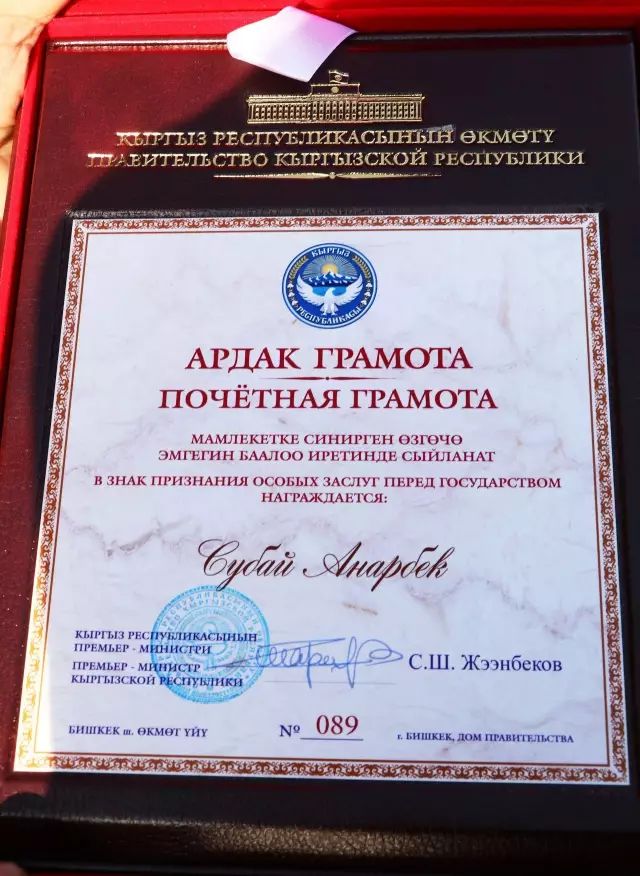 КЫРГЫЗ РЕСПУБЛИКАСЫНЫН ӨКМӨТҮ
ПРАВИТЕЛЬСТВО КЫРГЫЗСКОЙ РЕСПУБЛИКИ
КЫРГЫЗ
РЕСПУБЛИКАСЫ
АРДАК ГРАМОТА
ПОЧЁТНАЯ ГРАМОТА
МАМЛЕКЕТКЕ СИНИРГЕН ӨЗГӨЧӨ
ЭМГЕГИН БААЛОО ИРЕТИНДЕ СЫЙЛАНАТ
В ЗНАК ПРИЗНАНИЯ ОСОБЫХ ЗАСЛУГ ПЕРЕД ГОСУДАРСТВОМ
НАГРАЖДАЕТСЯ:
Субай Анарбек
КЫРГЫЗ РЕСПУБЛИКАСЫНЫН
ПРЕМЬЕР - МИНИСТРИ
ПРЕМЬЕР - МИНИСТР
КЫРГЫЗСКОЙ РЕСПУБЛИКИ
С.Ш. Жээнбеков
БИШКЕК ш. ӨКМӨТ ҮЙҮ
№ 089
г. БИШКЕК, ДОМ ПРАВИТЕЛЬСТВА